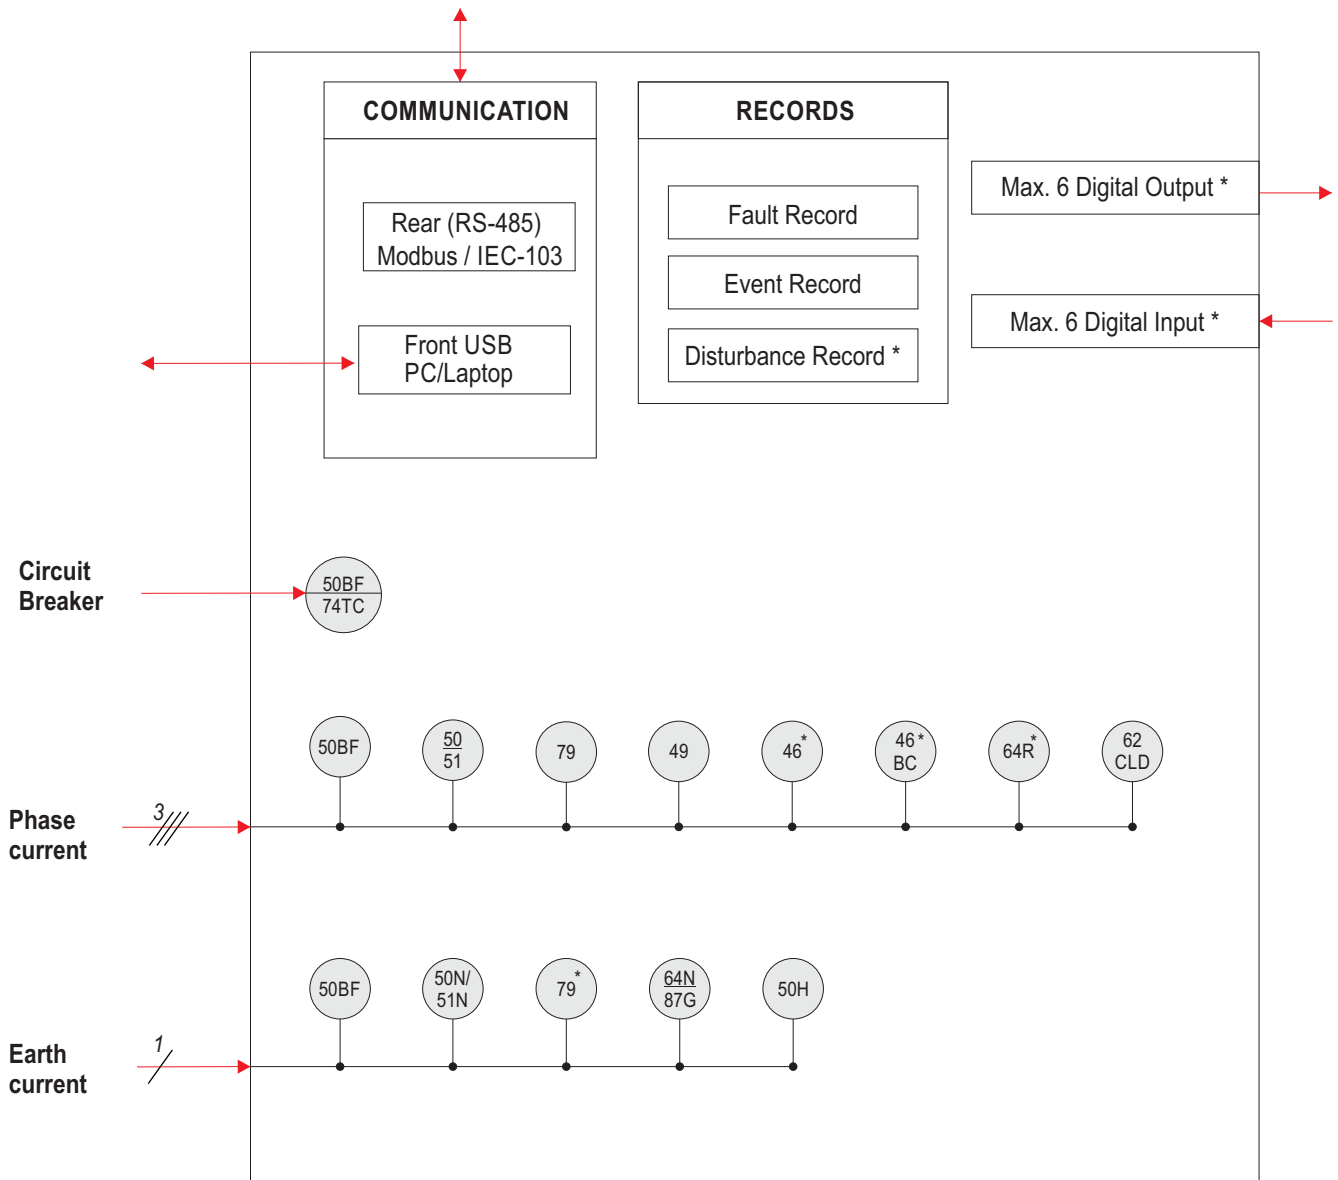 COMMUNICATION
Rear (RS-485)
Modbus / IEC-103
Front USB
PC/Laptop
RECORDS
Fault Record
Event Record
Disturbance Record *
Max. 6 Digital Output *
Max. 6 Digital Input *
Circuit
Breaker
50BF
74TC
Phase
current
3
50BF
50
51
79
49
46*
46*
BC
64R*
62
CLD
Earth
current
1
50BF
50N/
51N
79*
64N
87G
50H